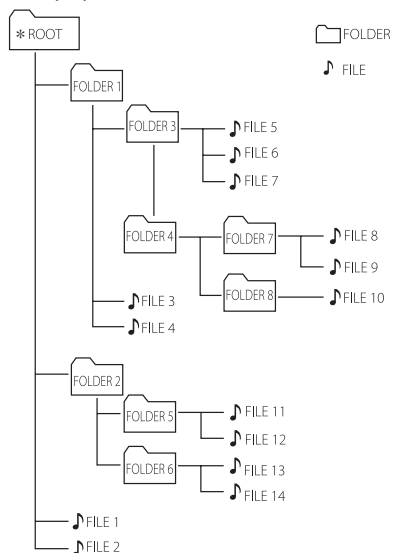 * ROOT
FOLDER
FILE
FOLDER 1
FOLDER 3
FILE 5
FILE 6
FILE 7
FOLDER 4
FOLDER 7
FILE 8
FILE 9
FOLDER 8
FILE 10
FILE 3
FILE 4
FOLDER 2
FOLDER 5
FILE 11
FILE 12
FOLDER 6
FILE 13
FILE 14
FILE 1
FILE 2